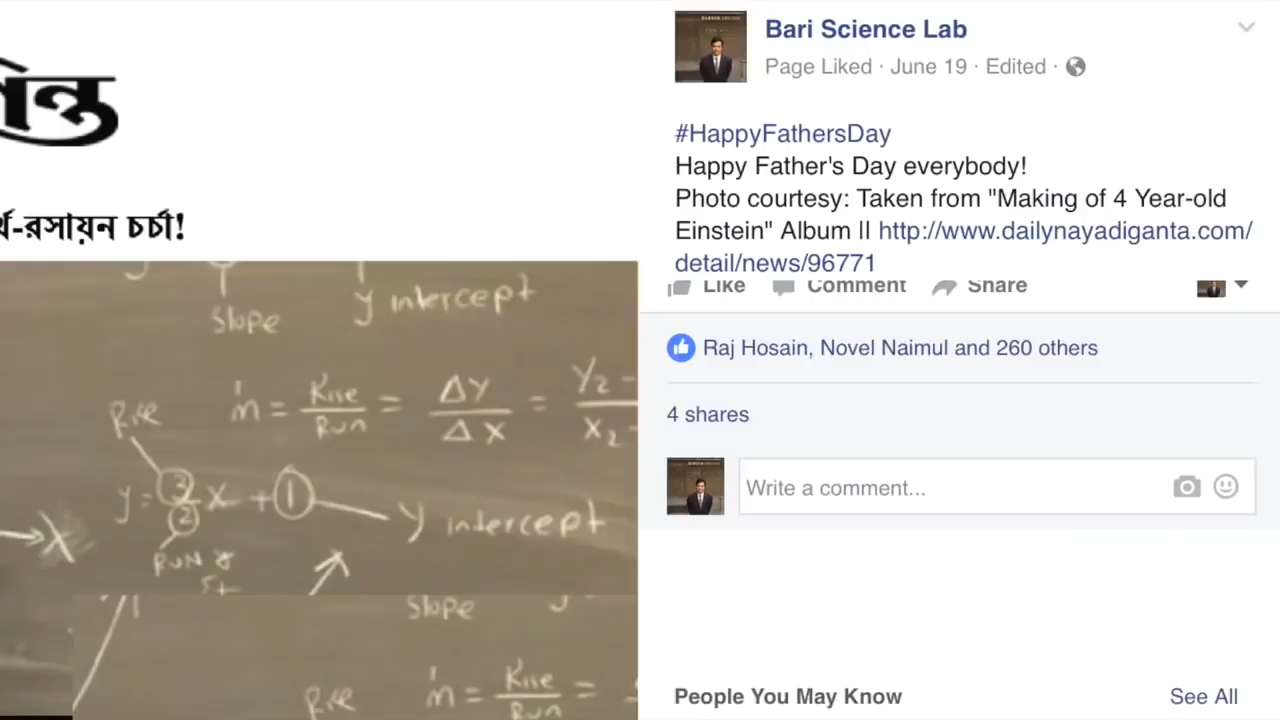 র্থ-রসায়ন চর্চা!
slope
y intercept
Rise
m = Rise/Run = ΔY/ΔX = Y2 -/X2 -
y = 3/2 x + 1
y intercept
RUN
X
slope
Rise
m = Rise/Run =
Bari Science Lab
Page Liked · June 19 · Edited ·
#HappyFathersDay
Happy Father's Day everybody!
Photo courtesy: Taken from "Making of 4 Year-old
Einstein" Album || http://www.dailynayadiganta.com/
detail/news/96771
Like Comment Share
Raj Hosain, Novel Naimul and 260 others
4 shares
Write a comment...
People You May Know See All